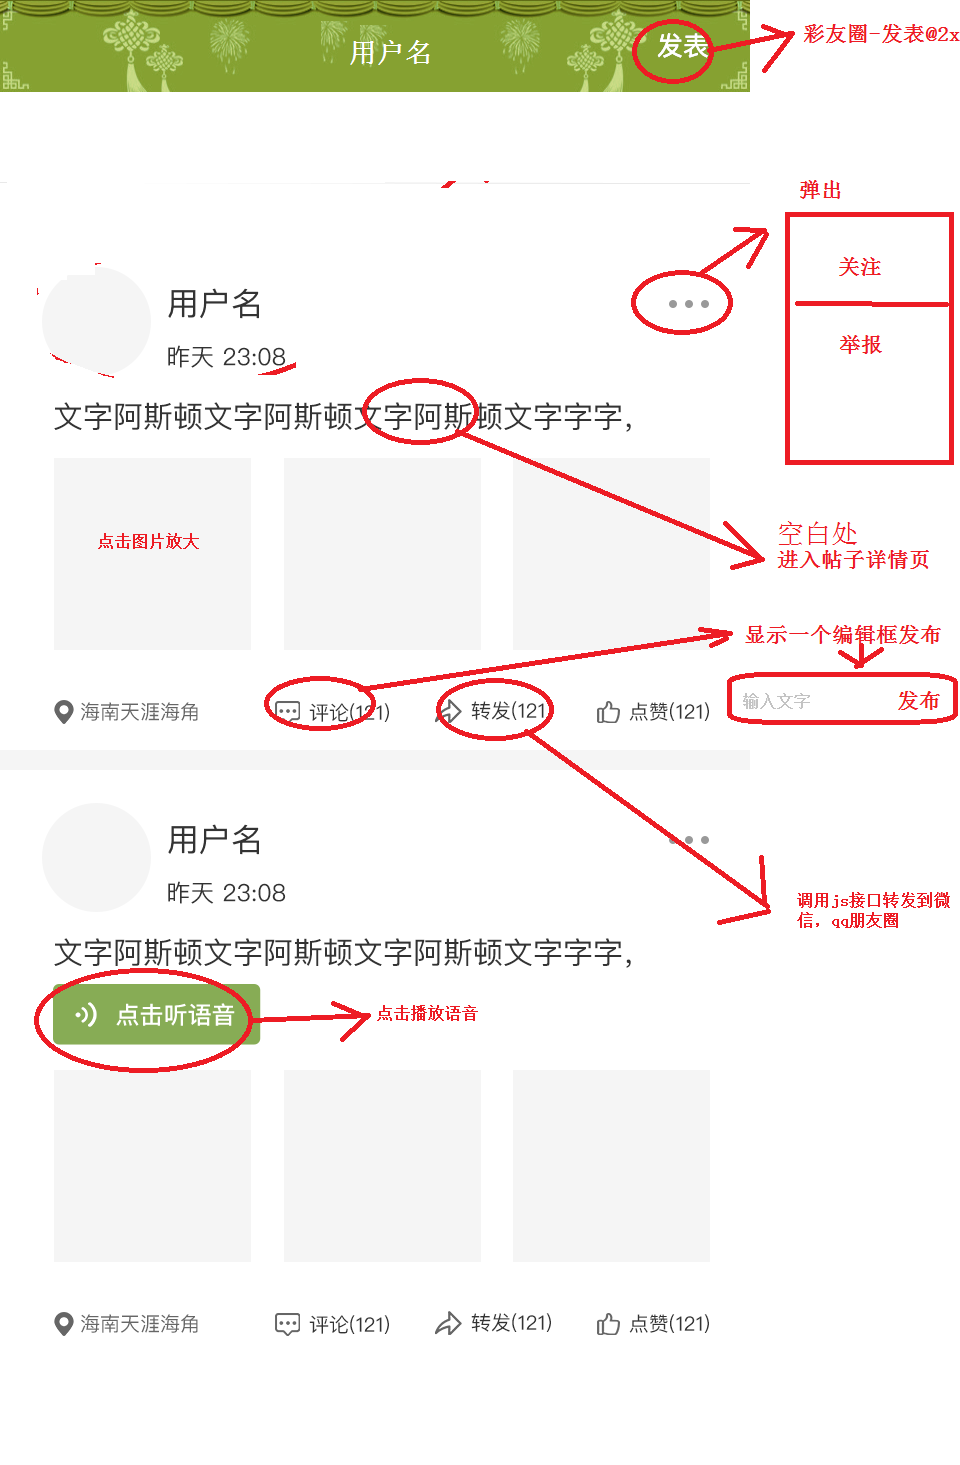 用户名
发表
彩友圈-发表@2x
弹出
关注
举报
用户名
昨天 23:08
文字阿斯顿文字阿斯顿文字阿斯顿文字字字，
点击图片放大
空白处
进入帖子详情页
显示一个编辑框发布
输入文字
发布
海南天涯海角
评论(121)
转发(121
点赞(121)
用户名
昨天 23:08
调用js接口转发到微
信，qq朋友圈
文字阿斯顿文字阿斯顿文字阿斯顿文字字字，
点击听语音
点击播放语音
海南天涯海角
评论(121)
转发(121)
点赞(121)